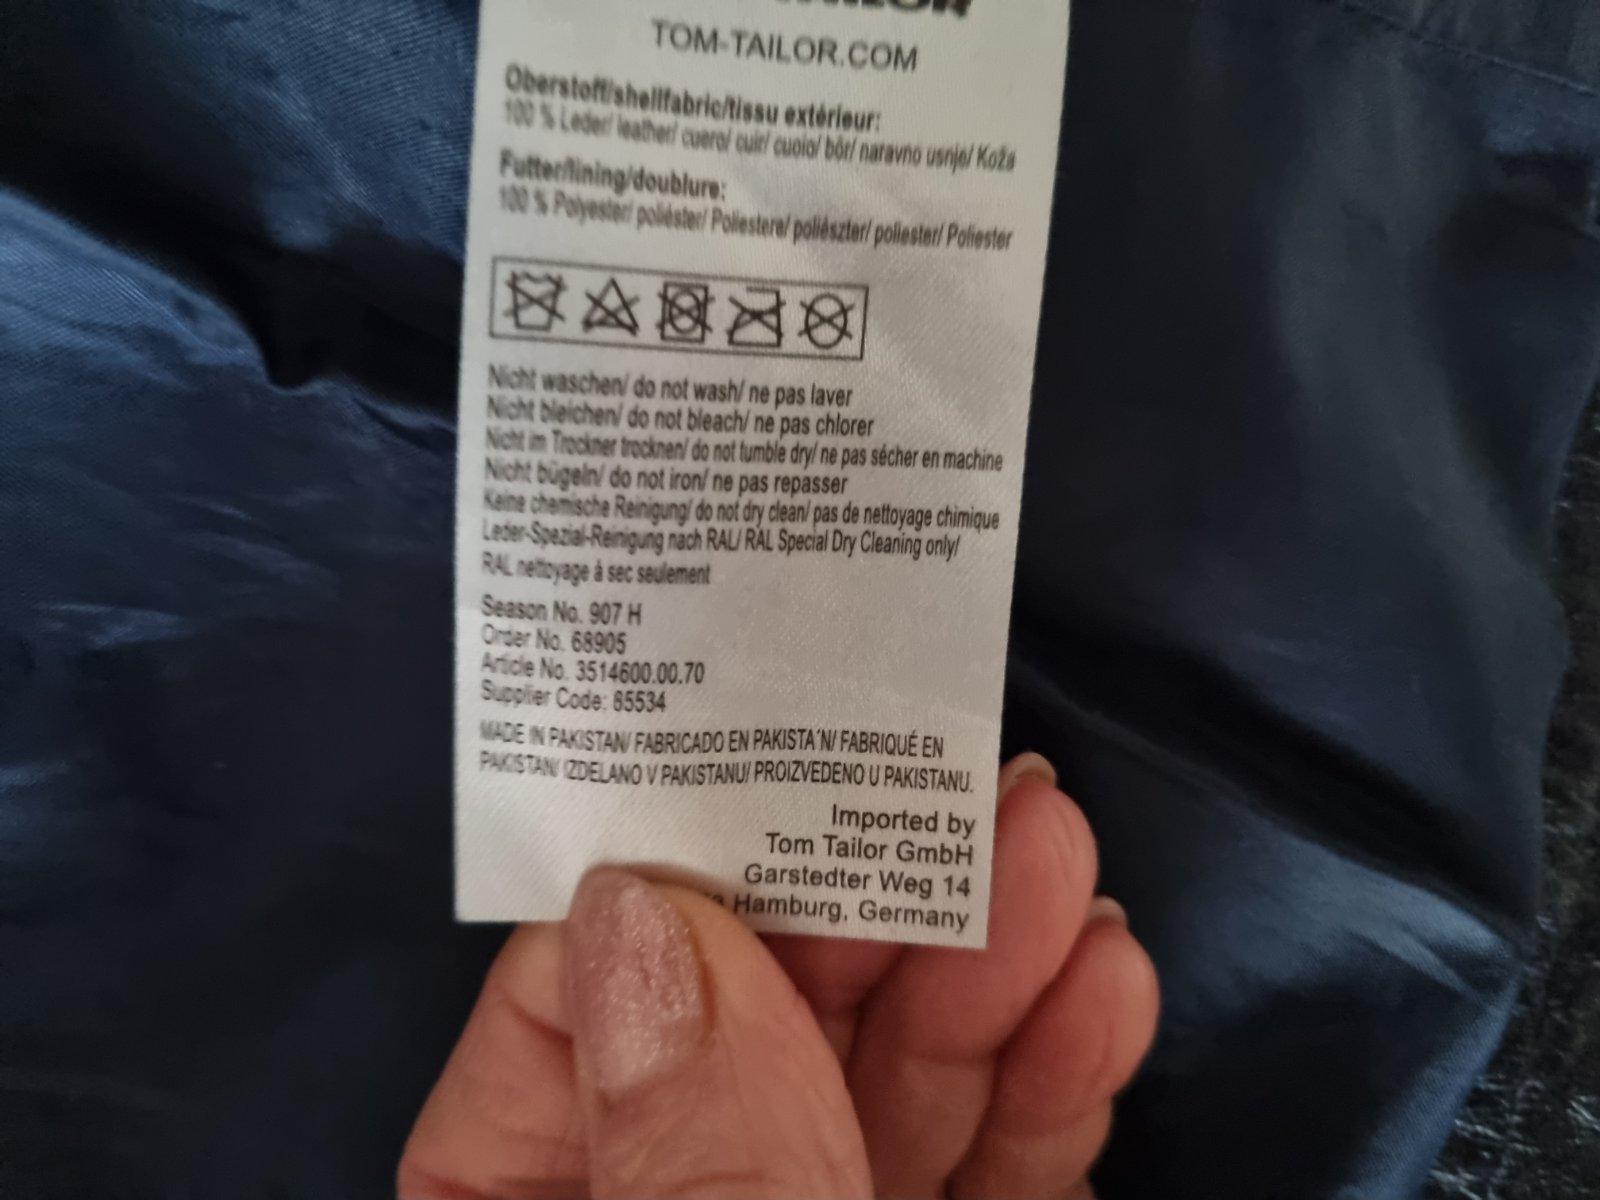 TAILOR
TOM-TAILOR.COM
Oberstoff/shellfabric/tissu extérieur:
100 % Leder/ leather/ cuero/ cuir/ cuoio/ bőr/ naravno usnje/ Koža
Futter/lining/doublure:
100 % Polyester/ poliéster/ Poliestere/ poliészter/ poliester/ Poliester
Nicht waschen/ do not wash/ ne pas laver
Nicht bleichen/ do not bleach/ ne pas chlorer
Nicht im Trockner trocknen/ do not tumble dry/ ne pas sécher en machine
Nicht bügeln/ do not iron/ ne pas repasser
Keine chemische Reinigung/ do not dry clean/ pas de nettoyage chimique
Leder-Spezial-Reinigung nach RAL/ RAL Special Dry Cleaning only/
RAL nettoyage à sec seulement
Season No. 907 H
Order No. 68905
Article No. 3514600.00.70
Supplier Code: 85534
MADE IN PAKISTAN/ FABRICADO EN PAKISTA´N/ FABRIQUÉ EN
PAKISTAN/ IZDELANO V PAKISTANU/ PROIZVEDENO U PAKISTANU.
Imported by
Tom Tailor GmbH
Garstedter Weg 14
Hamburg, Germany